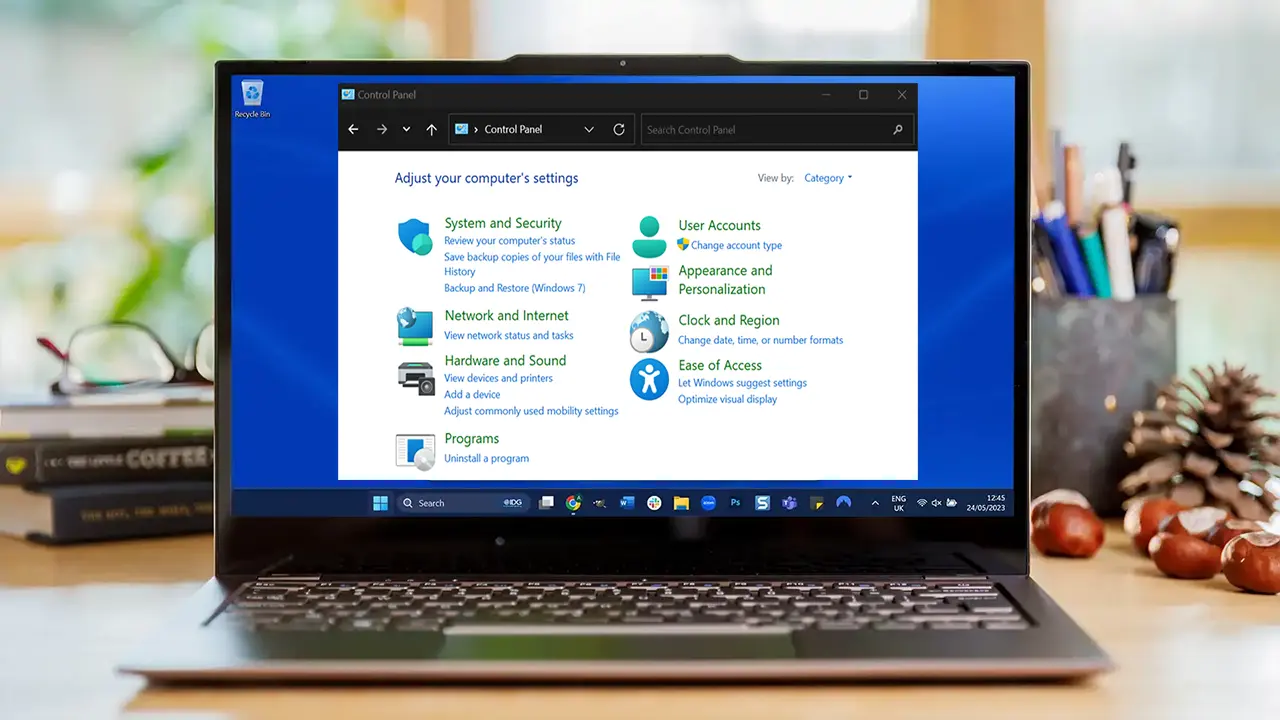 Recycle Bin
Control Panel
Control Panel
Search Control Panel
Adjust your computer's settings
View by: Category
System and Security
Review your computer's status
Save backup copies of your files with File
History
Backup and Restore (Windows 7)
Network and Internet
View network status and tasks
Hardware and Sound
View devices and printers
Add a device
Adjust commonly used mobility settings
Programs
Uninstall a program
User Accounts
Change account type
Appearance and
Personalization
Clock and Region
Change date, time, or number formats
Ease of Access
Let Windows suggest settings
Optimize visual display
Search
IDG
Ps
ENG
UK
12:45
24/05/2023
COFFEE